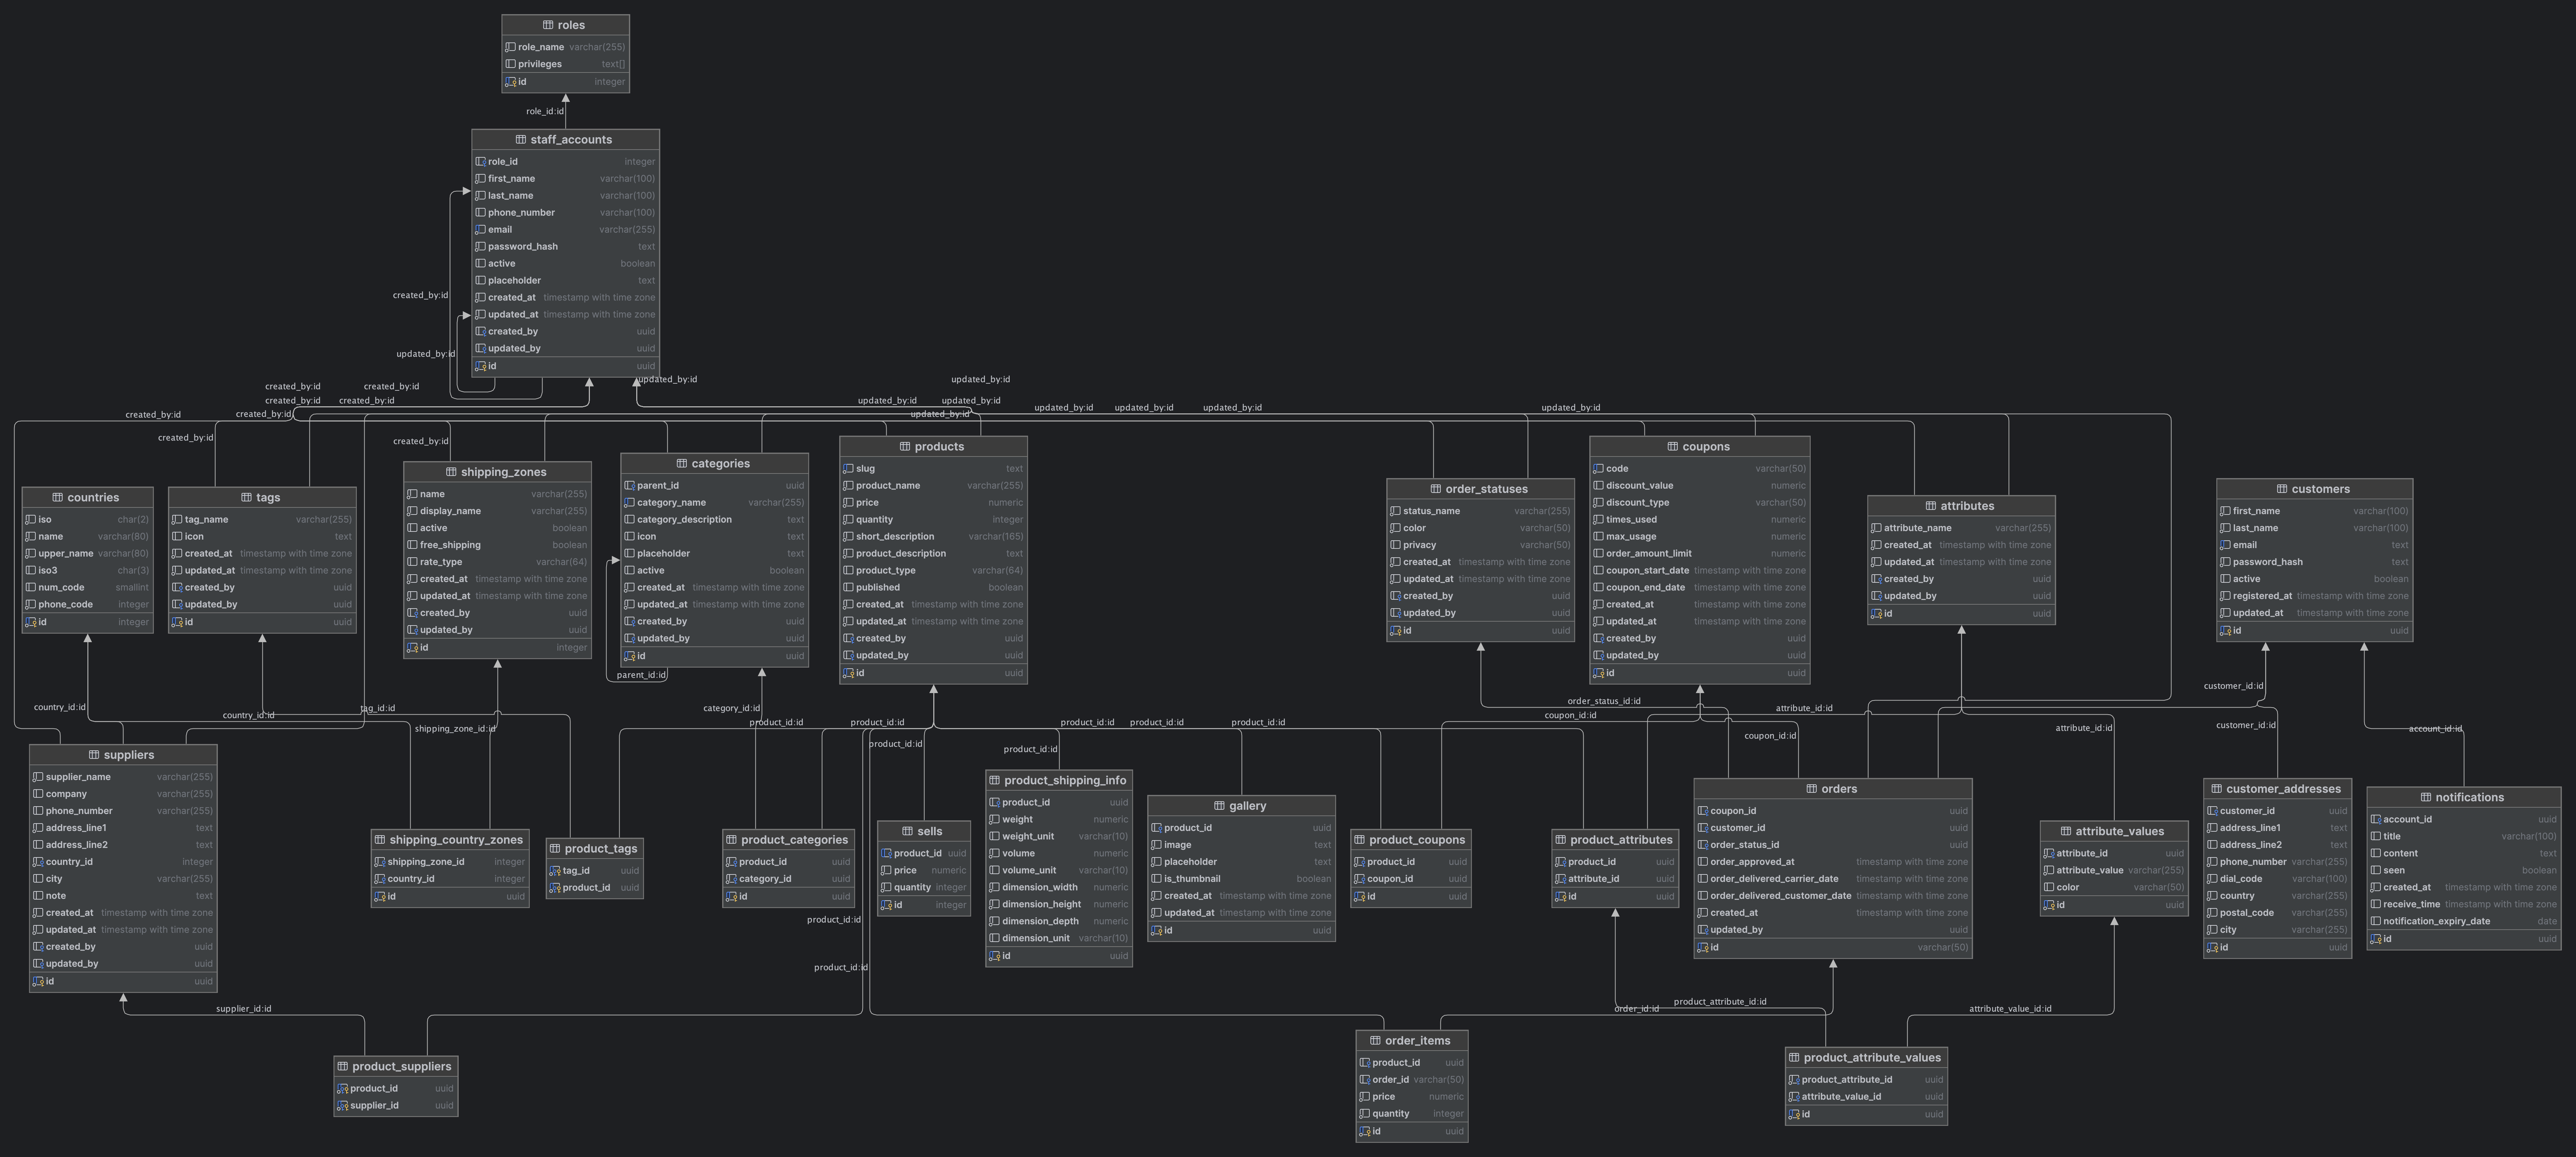 roles
role_name varchar(255)
privileges text[]
id integer
role_id:id
staff_accounts
role_id integer
first_name varchar(100)
last_name varchar(100)
phone_number varchar(100)
email varchar(255)
password_hash text
active boolean
placeholder text
created_at timestamp with time zone
updated_at timestamp with time zone
created_by uuid
updated_by uuid
id uuid
created_by:id
updated_by:id
created_by:id
created_by:id
updated_by:id
updated_by:id
created_by:id
created_by:id
updated_by:id
updated_by:id
created_by:id
created_by:id
updated_by:id
updated_by:id
updated_by:id
updated_by:id
updated_by:id
created_by:id
created_by:id
countries
iso char(2)
name varchar(80)
upper_name varchar(80)
iso3 char(3)
num_code smallint
phone_code integer
id integer
tags
tag_name varchar(255)
icon text
created_at timestamp with time zone
updated_at timestamp with time zone
created_by uuid
updated_by uuid
id uuid
shipping_zones
name varchar(255)
display_name varchar(255)
active boolean
free_shipping boolean
rate_type varchar(64)
created_at timestamp with time zone
updated_at timestamp with time zone
created_by uuid
updated_by uuid
id integer
categories
parent_id uuid
category_name varchar(255)
category_description text
icon text
placeholder text
active boolean
created_at timestamp with time zone
updated_at timestamp with time zone
created_by uuid
updated_by uuid
id uuid
parent_id:id
products
slug text
product_name varchar(255)
price numeric
quantity integer
short_description varchar(165)
product_description text
product_type varchar(64)
published boolean
created_at timestamp with time zone
updated_at timestamp with time zone
created_by uuid
updated_by uuid
id uuid
order_statuses
status_name varchar(255)
color varchar(50)
privacy varchar(50)
created_at timestamp with time zone
updated_at timestamp with time zone
created_by uuid
updated_by uuid
id uuid
coupons
code varchar(50)
discount_value numeric
discount_type varchar(50)
times_used numeric
max_usage numeric
order_amount_limit numeric
coupon_start_date timestamp with time zone
coupon_end_date timestamp with time zone
created_at timestamp with time zone
updated_at timestamp with time zone
created_by uuid
updated_by uuid
id uuid
attributes
attribute_name varchar(255)
created_at timestamp with time zone
updated_at timestamp with time zone
created_by uuid
updated_by uuid
id uuid
customers
first_name varchar(100)
last_name varchar(100)
email text
password_hash text
active boolean
registered_at timestamp with time zone
updated_at timestamp with time zone
id uuid
country_id:id
country_id:id
tag_id:id
shipping_zone_id:id
category_id:id
product_id:id
product_id:id
product_id:id
product_id:id
product_id:id
product_id:id
product_id:id
order_status_id:id
coupon_id:id
coupon_id:id
attribute_id:id
attribute_id:id
customer_id:id
customer_id:id
account_id:id
suppliers
supplier_name varchar(255)
company varchar(255)
phone_number varchar(255)
address_line1 text
address_line2 text
country_id integer
city varchar(255)
note text
created_at timestamp with time zone
updated_at timestamp with time zone
created_by uuid
updated_by uuid
id uuid
shipping_country_zones
shipping_zone_id integer
country_id integer
id integer
product_tags
tag_id uuid
product_id uuid
product_categories
product_id uuid
category_id uuid
id uuid
sells
product_id uuid
price numeric
quantity integer
id integer
product_shipping_info
product_id uuid
weight numeric
weight_unit varchar(10)
volume numeric
volume_unit varchar(10)
dimension_width numeric
dimension_height numeric
dimension_depth numeric
dimension_unit varchar(10)
id uuid
gallery
product_id uuid
image text
placeholder text
is_thumbnail boolean
created_at timestamp with time zone
updated_at timestamp with time zone
id uuid
product_coupons
product_id uuid
coupon_id uuid
id uuid
product_attributes
product_id uuid
attribute_id uuid
id uuid
orders
coupon_id uuid
customer_id uuid
order_status_id uuid
order_approved_at timestamp with time zone
order_delivered_carrier_date timestamp with time zone
order_delivered_customer_date timestamp with time zone
created_at timestamp with time zone
updated_by uuid
id varchar(50)
attribute_values
attribute_id uuid
attribute_value varchar(255)
color varchar(50)
id uuid
customer_addresses
customer_id uuid
address_line1 text
address_line2 text
phone_number varchar(255)
dial_code varchar(100)
country varchar(255)
postal_code varchar(255)
city varchar(255)
id uuid
notifications
account_id uuid
title varchar(100)
content text
seen boolean
created_at timestamp with time zone
receive_time timestamp with time zone
notification_expiry_date date
id uuid
product_id:id
product_id:id
supplier_id:id
order_id:id
product_attribute_id:id
attribute_value_id:id
product_suppliers
product_id uuid
supplier_id uuid
order_items
product_id uuid
order_id varchar(50)
price numeric
quantity integer
id uuid
product_attribute_values
product_attribute_id uuid
attribute_value_id uuid
id uuid